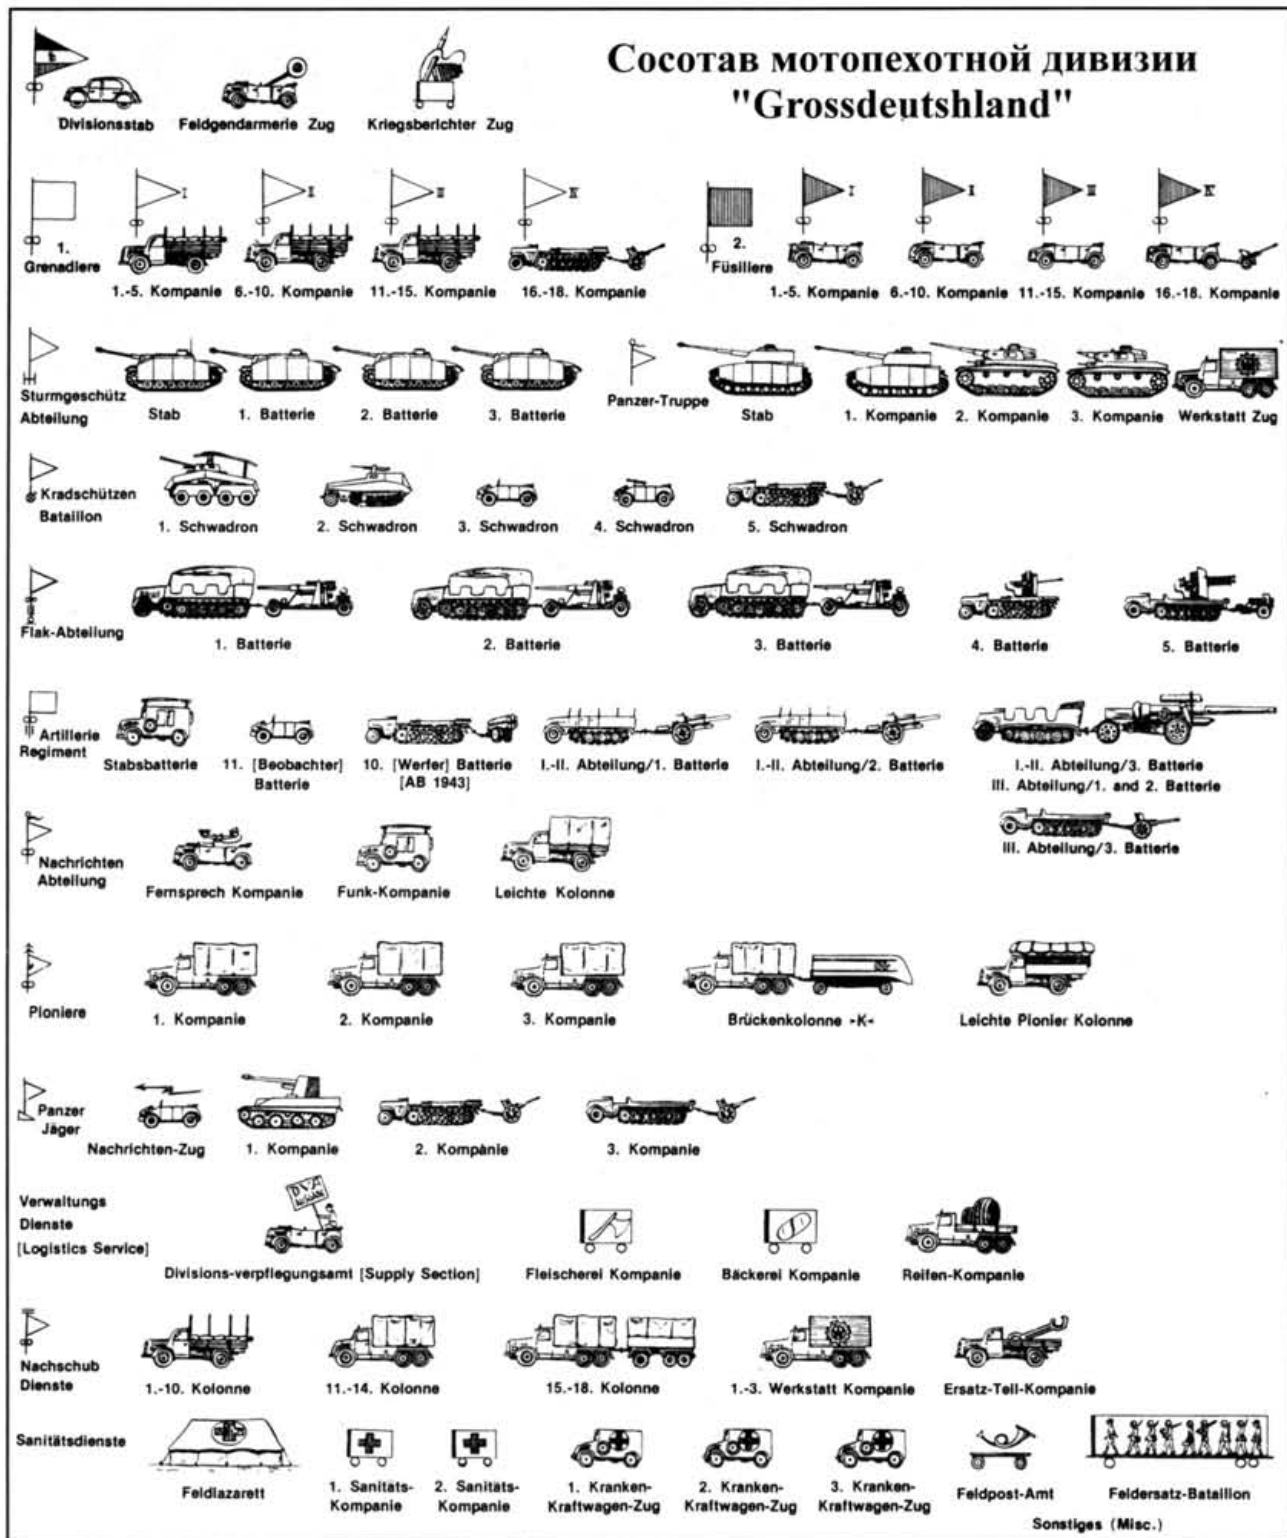 Сосотав мотопехотной дивизии
"Grossdeutshland"
Divisionsstab
Feldgendarmerie Zug
Kriegsberichter Zug
I
II
III
IV
I
II
III
IV
1.
Grenadiere
2.
Füsiliere
1.-5. Kompanie
6.-10. Kompanie
11.-15. Kompanie
16.-18. Kompanie
1.-5. Kompanie
6.-10. Kompanie
11.-15. Kompanie
16.-18. Kompanie
Sturmgeschütz
Abteilung
Stab
1. Batterie
2. Batterie
3. Batterie
Panzer-Truppe
Stab
1. Kompanie
2. Kompanie
3. Kompanie
Werkstatt Zug
Kradschützen
Bataillon
1. Schwadron
2. Schwadron
3. Schwadron
4. Schwadron
5. Schwadron
Flak-Abteilung
1. Batterie
2. Batterie
3. Batterie
4. Batterie
5. Batterie
Artillerie
Regiment
Stabsbatterie
11. [Beobachter]
Batterie
10. [Werfer] Batterie
[AB 1943]
I.-II. Abteilung/1. Batterie
I.-II. Abteilung/2. Batterie
I.-II. Abteilung/3. Batterie
III. Abteilung/1. and 2. Batterie
III. Abteilung/3. Batterie
Nachrichten
Abteilung
Fernsprech Kompanie
Funk-Kompanie
Leichte Kolonne
Pioniere
1. Kompanie
2. Kompanie
3. Kompanie
Brückenkolonne »K«
Leichte Pionier Kolonne
Panzer
Jäger
Nachrichten-Zug
1. Kompanie
2. Kompanie
3. Kompanie
Verwaltungs
Dienste
[Logistics Service]
Divisions-verpflegungsamt [Supply Section]
Fleischerei Kompanie
Bäckerei Kompanie
Reifen-Kompanie
Nachschub
Dienste
1.-10. Kolonne
11.-14. Kolonne
15.-18. Kolonne
1.-3. Werkstatt Kompanie
Ersatz-Teil-Kompanie
Sanitätsdienste
Feldlazarett
1. Sanitäts-
Kompanie
2. Sanitäts-
Kompanie
1. Kranken-
Kraftwagen-Zug
2. Kranken-
Kraftwagen-Zug
3. Kranken-
Kraftwagen-Zug
Feldpost-Amt
Feldersatz-Bataillon
Sonstiges (Misc.)